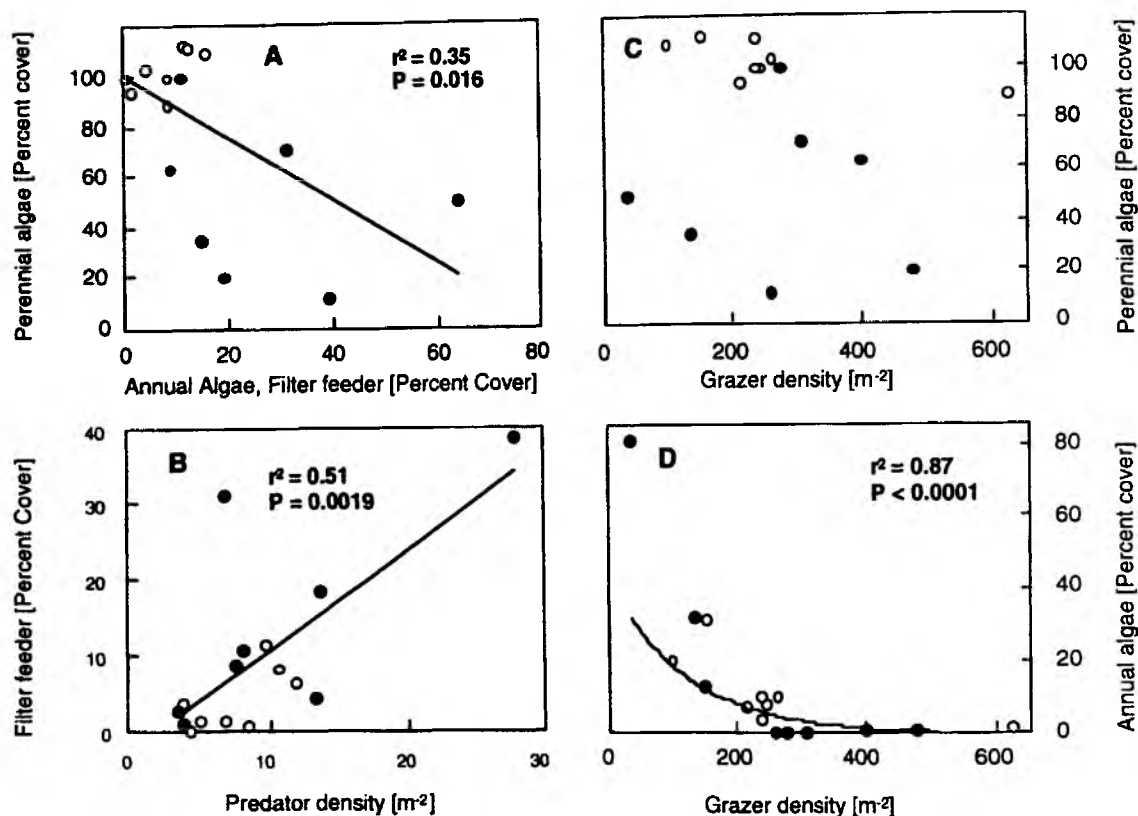 A
r² = 0.35
P = 0.016
Perennial algae [Percent cover]
100
80
60
40
20
0
0 20 40 60 80
Annual Algae, Filter feeder [Percent Cover]
C
Perennial algae [Percent cover]
100
80
60
40
20
0
0 200 400 600
Grazer density [m⁻²]
B
r² = 0.51
P = 0.0019
Filter feeder [Percent Cover]
40
30
20
10
0
0 10 20 30
Predator density [m⁻²]
D
r² = 0.87
P < 0.0001
Annual algae [Percent cover]
80
60
40
20
0
0 200 400 600
Grazer density [m⁻²]